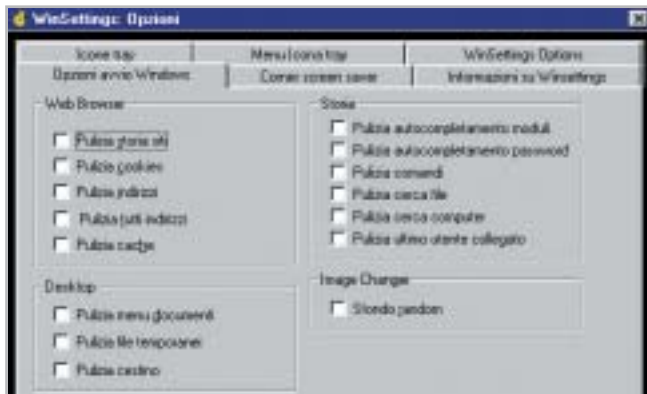 WinSettings: Opzioni
Icone tray
Menu Icona tray
WinSettings Options
Opzioni avvio Windows
Corner screen saver
Informazioni su Winsettings
Web Browser
Pulizia storia siti
Pulizia cookies
Pulizia indirizzi
Pulizia tutti indirizzi
Pulizia cache
Storia
Pulizia autocompletamento moduli
Pulizia autocompletamento password
Pulizia comandi
Pulizia cerca file
Pulizia cerca computer
Pulizia ultimo utente collegato
Desktop
Pulizia menu documenti
Pulizia file temporanei
Pulizia cestino
Image Changer
Sfondo random